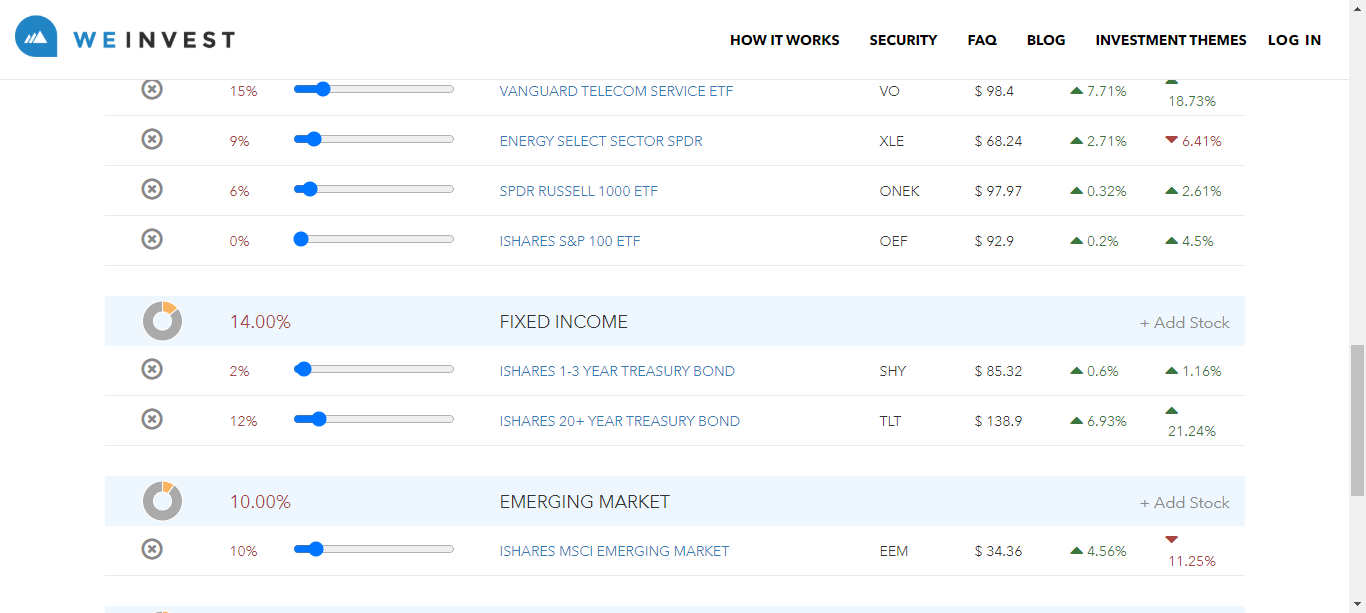 WEINVEST HOW IT WORKS SECURITY FAQ BLOG INVESTMENT THEMES LOG IN
15% VANGUARD TELECOM SERVICE ETF VO $ 98.4 7.71% 18.73%
9% ENERGY SELECT SECTOR SPDR XLE $ 68.24 2.71% 6.41%
6% SPDR RUSSELL 1000 ETF ONEK $ 97.97 0.32% 2.61%
0% ISHARES S&P 100 ETF OEF $ 92.9 0.2% 4.5%
14.00% FIXED INCOME + Add Stock
2% ISHARES 1-3 YEAR TREASURY BOND SHY $ 85.32 0.6% 1.16%
12% ISHARES 20+ YEAR TREASURY BOND TLT $ 138.9 6.93% 21.24%
10.00% EMERGING MARKET + Add Stock
10% ISHARES MSCI EMERGING MARKET EEM $ 34.36 4.56% 11.25%